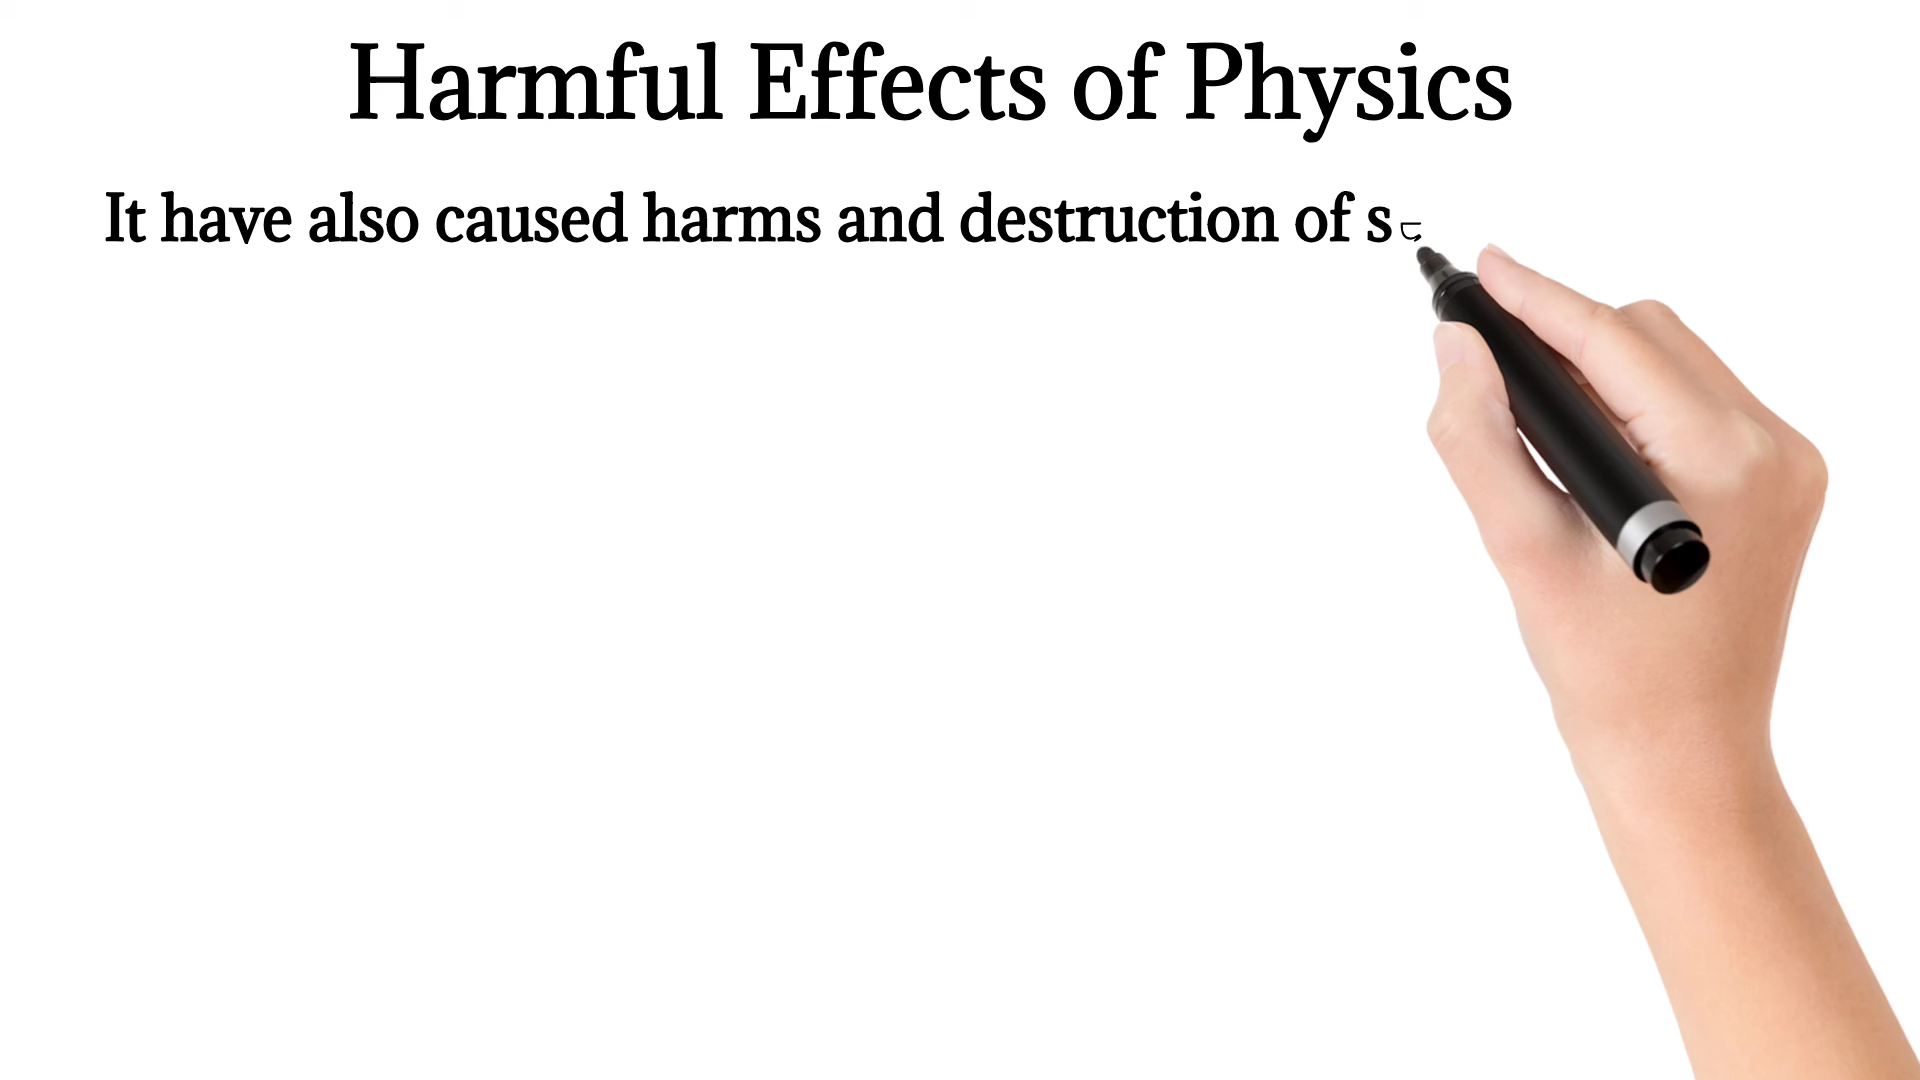 Harmful Effects of Physics
It have also caused harms and destruction of s